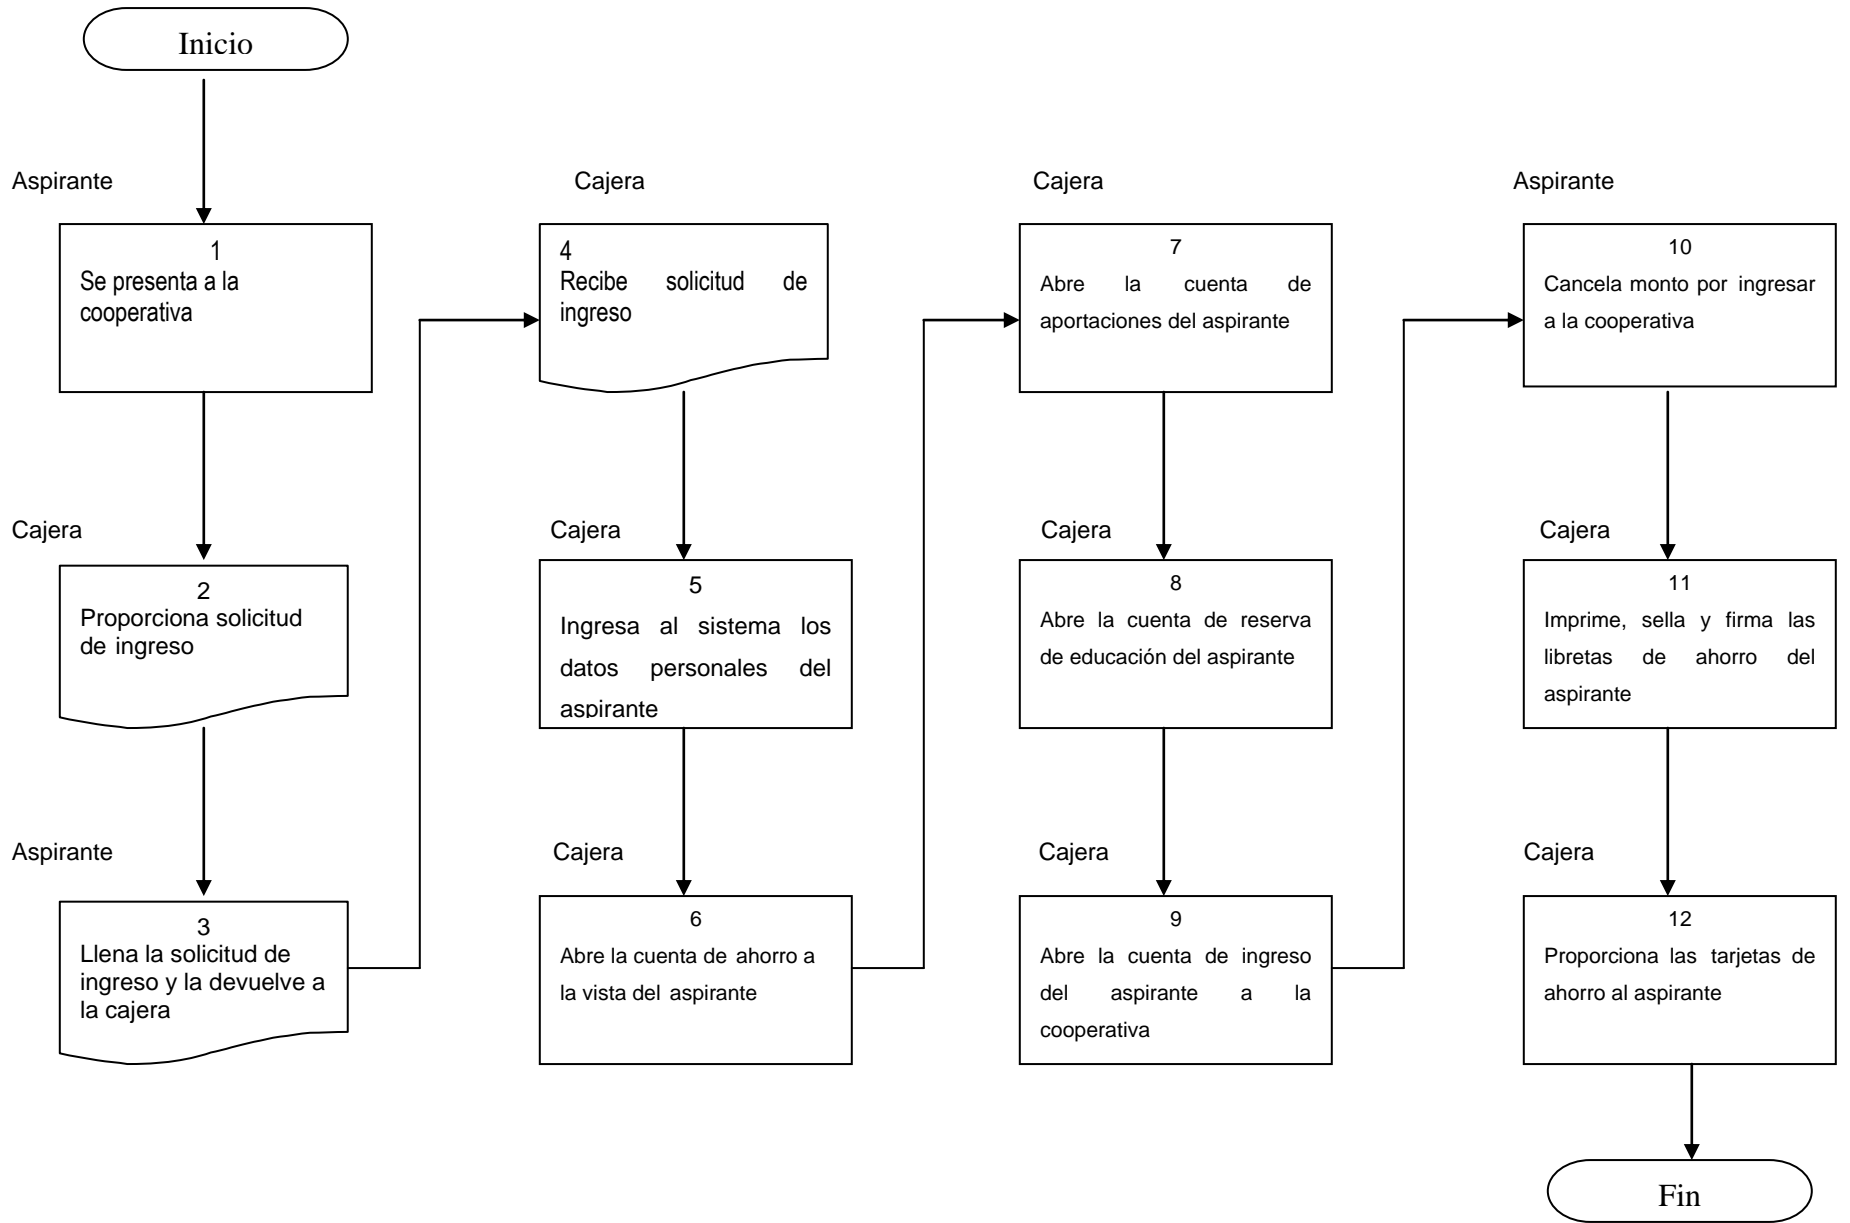 Inicio
Aspirante
1
Se presenta a la
cooperativa
Cajera
2
Proporciona solicitud
de ingreso
Aspirante
3
Llena la solicitud de
ingreso y la devuelve a
la cajera
Cajera
4
Recibe solicitud de
ingreso
Cajera
5
Ingresa al sistema los
datos personales del
aspirante
Cajera
6
Abre la cuenta de ahorro a
la vista del aspirante
Cajera
7
Abre la cuenta de
aportaciones del aspirante
Cajera
8
Abre la cuenta de reserva
de educación del aspirante
Cajera
9
Abre la cuenta de ingreso
del aspirante a la
cooperativa
Aspirante
10
Cancela monto por ingresar
a la cooperativa
Cajera
11
Imprime, sella y firma las
libretas de ahorro del
aspirante
Cajera
12
Proporciona las tarjetas de
ahorro al aspirante
Fin